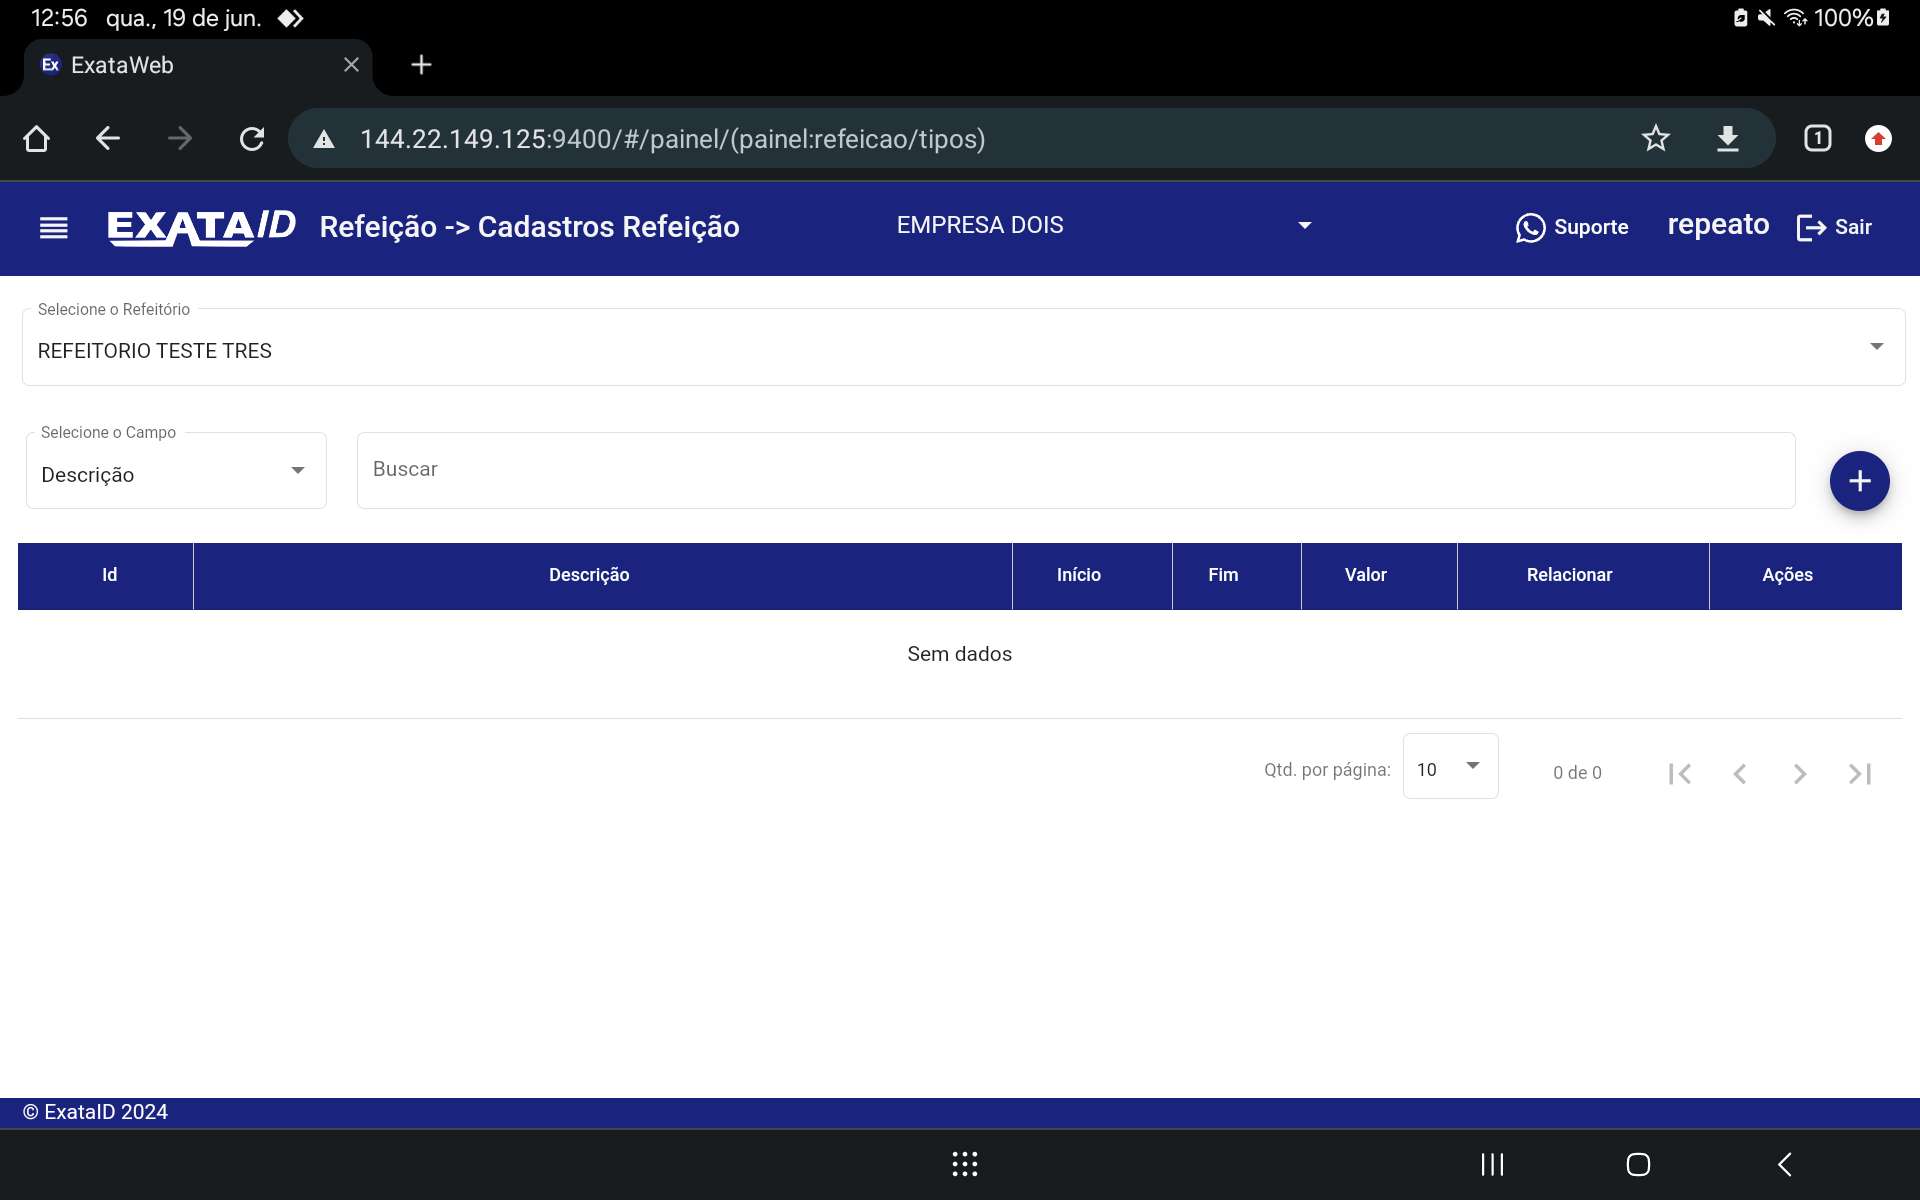 12:56 qua., 19 de jun. 100%
Ex ExataWeb
144.22.149.125:9400/#/painel/(painel:refeicao/tipos) 1
EXATAID Refeição -> Cadastros Refeição EMPRESA DOIS Suporte repeato Sair
Selecione o Refeitório
REFEITORIO TESTE TRES
Selecione o Campo
Descrição Buscar
Id Descrição Início Fim Valor Relacionar Ações
Sem dados
Qtd. por página: 10 0 de 0
© ExataID 2024